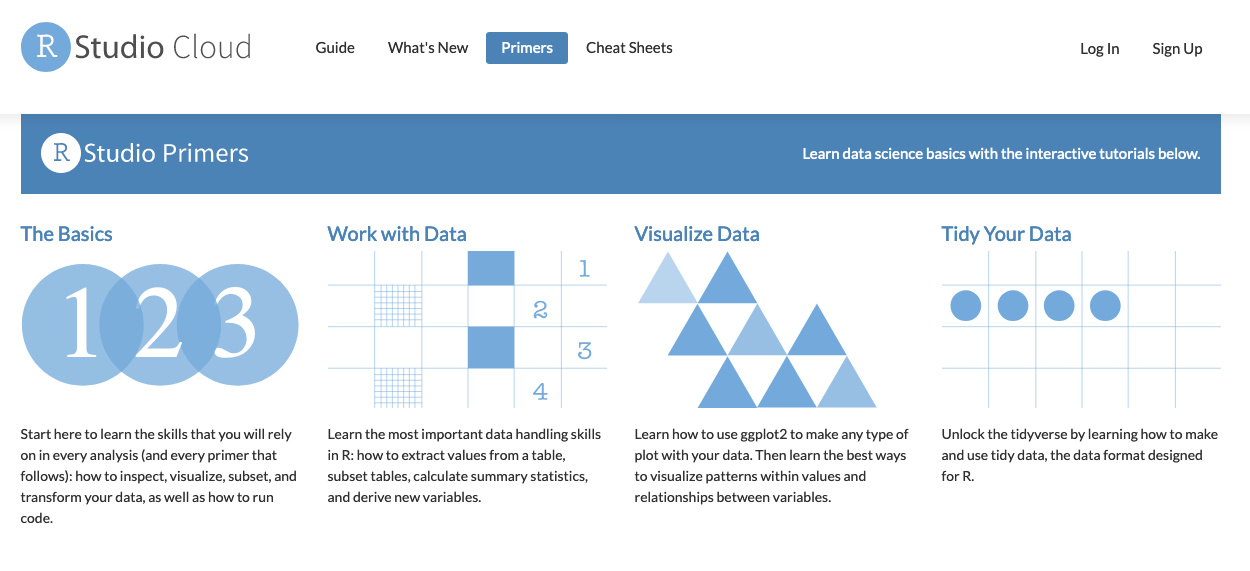 R Studio Cloud
Guide
What's New
Primers
Cheat Sheets
Log In
Sign Up
R Studio Primers
Learn data science basics with the interactive tutorials below.
The Basics
1 2 3
Start here to learn the skills that you will rely
on in every analysis (and every primer that
follows): how to inspect, visualize, subset, and
transform your data, as well as how to run
code.
Work with Data
1
2
3
4
Learn the most important data handling skills
in R: how to extract values from a table,
subset tables, calculate summary statistics,
and derive new variables.
Visualize Data
Learn how to use ggplot2 to make any type of
plot with your data. Then learn the best ways
to visualize patterns within values and
relationships between variables.
Tidy Your Data
Unlock the tidyverse by learning how to make
and use tidy data, the data format designed
for R.